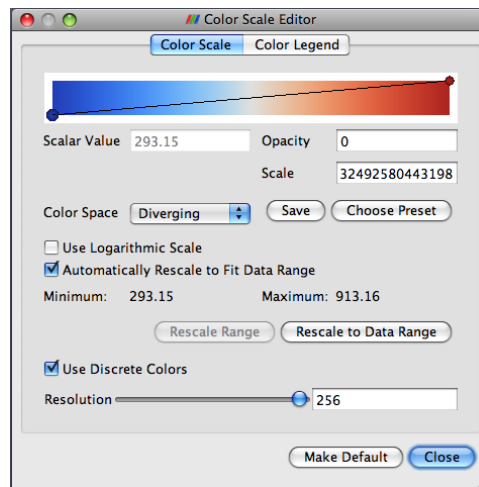 Color Scale Editor
Color Scale Color Legend
Scalar Value 293.15 Opacity 0
Scale 32492580443198
Color Space Diverging Save Choose Preset
Use Logarithmic Scale
Automatically Rescale to Fit Data Range
Minimum: 293.15 Maximum: 913.16
Rescale Range Rescale to Data Range
Use Discrete Colors
Resolution 256
Make Default Close